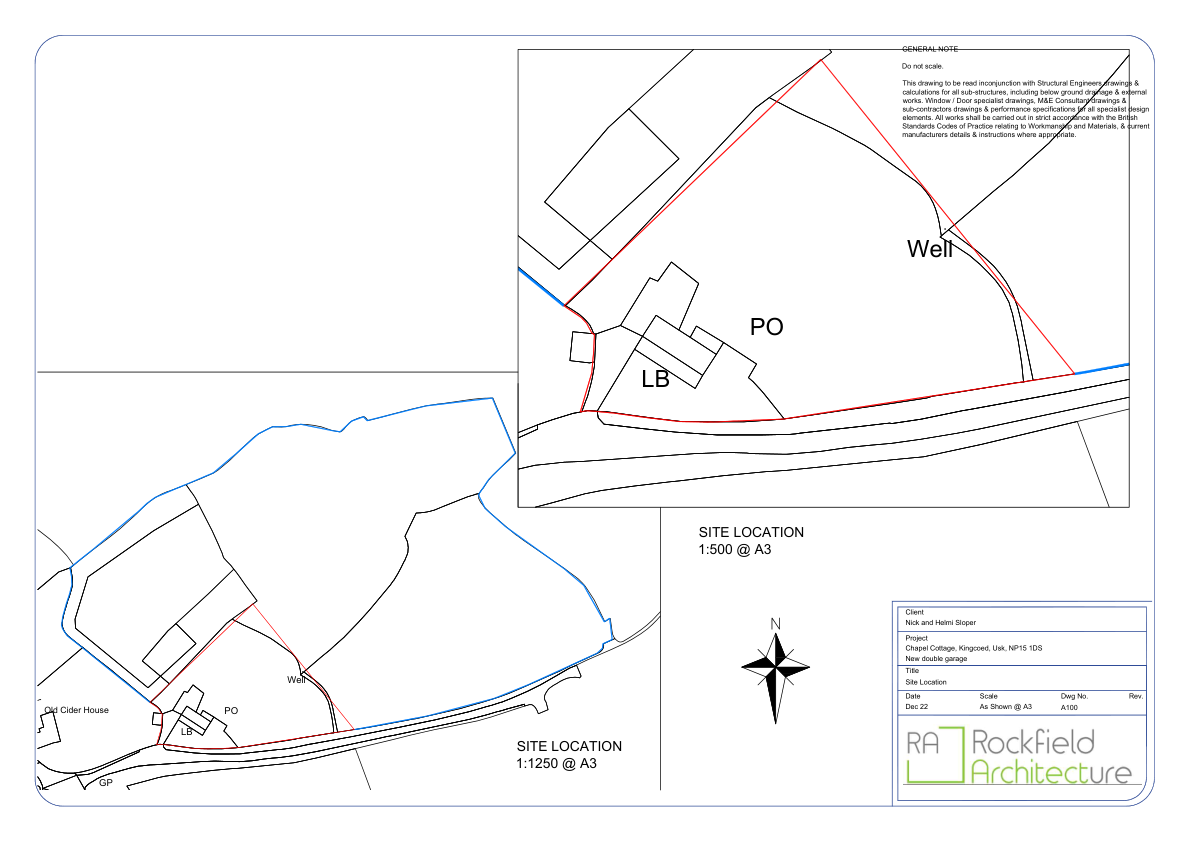 GENERAL NOTE
Do not scale.
This drawing to be read inconjunction with Structural Engineers drawings &
calculations for all sub-structures, including below ground drainage & external
works. Window / Door specialist drawings, M&E Consultant drawings &
sub-contractors drawings & performance specifications for all specialist design
elements. All works shall be carried out in strict accordance with the British
Standards Codes of Practice relating to Workmanship and Materials, & current
manufacturers details & instructions where appropriate.
Well
PO
LB
SITE LOCATION
1:500 @ A3
Well
Old Cider House
PO
LB
GP
SITE LOCATION
1:1250 @ A3
N
Client
Nick and Helmi Sloper
Project
Chapel Cottage, Kingcoed, Usk, NP15 1DS
New double garage
Title
Site Location
Date Scale Dwg No. Rev.
Dec 22 As Shown @ A3 A100
RA Rockfield
Architecture